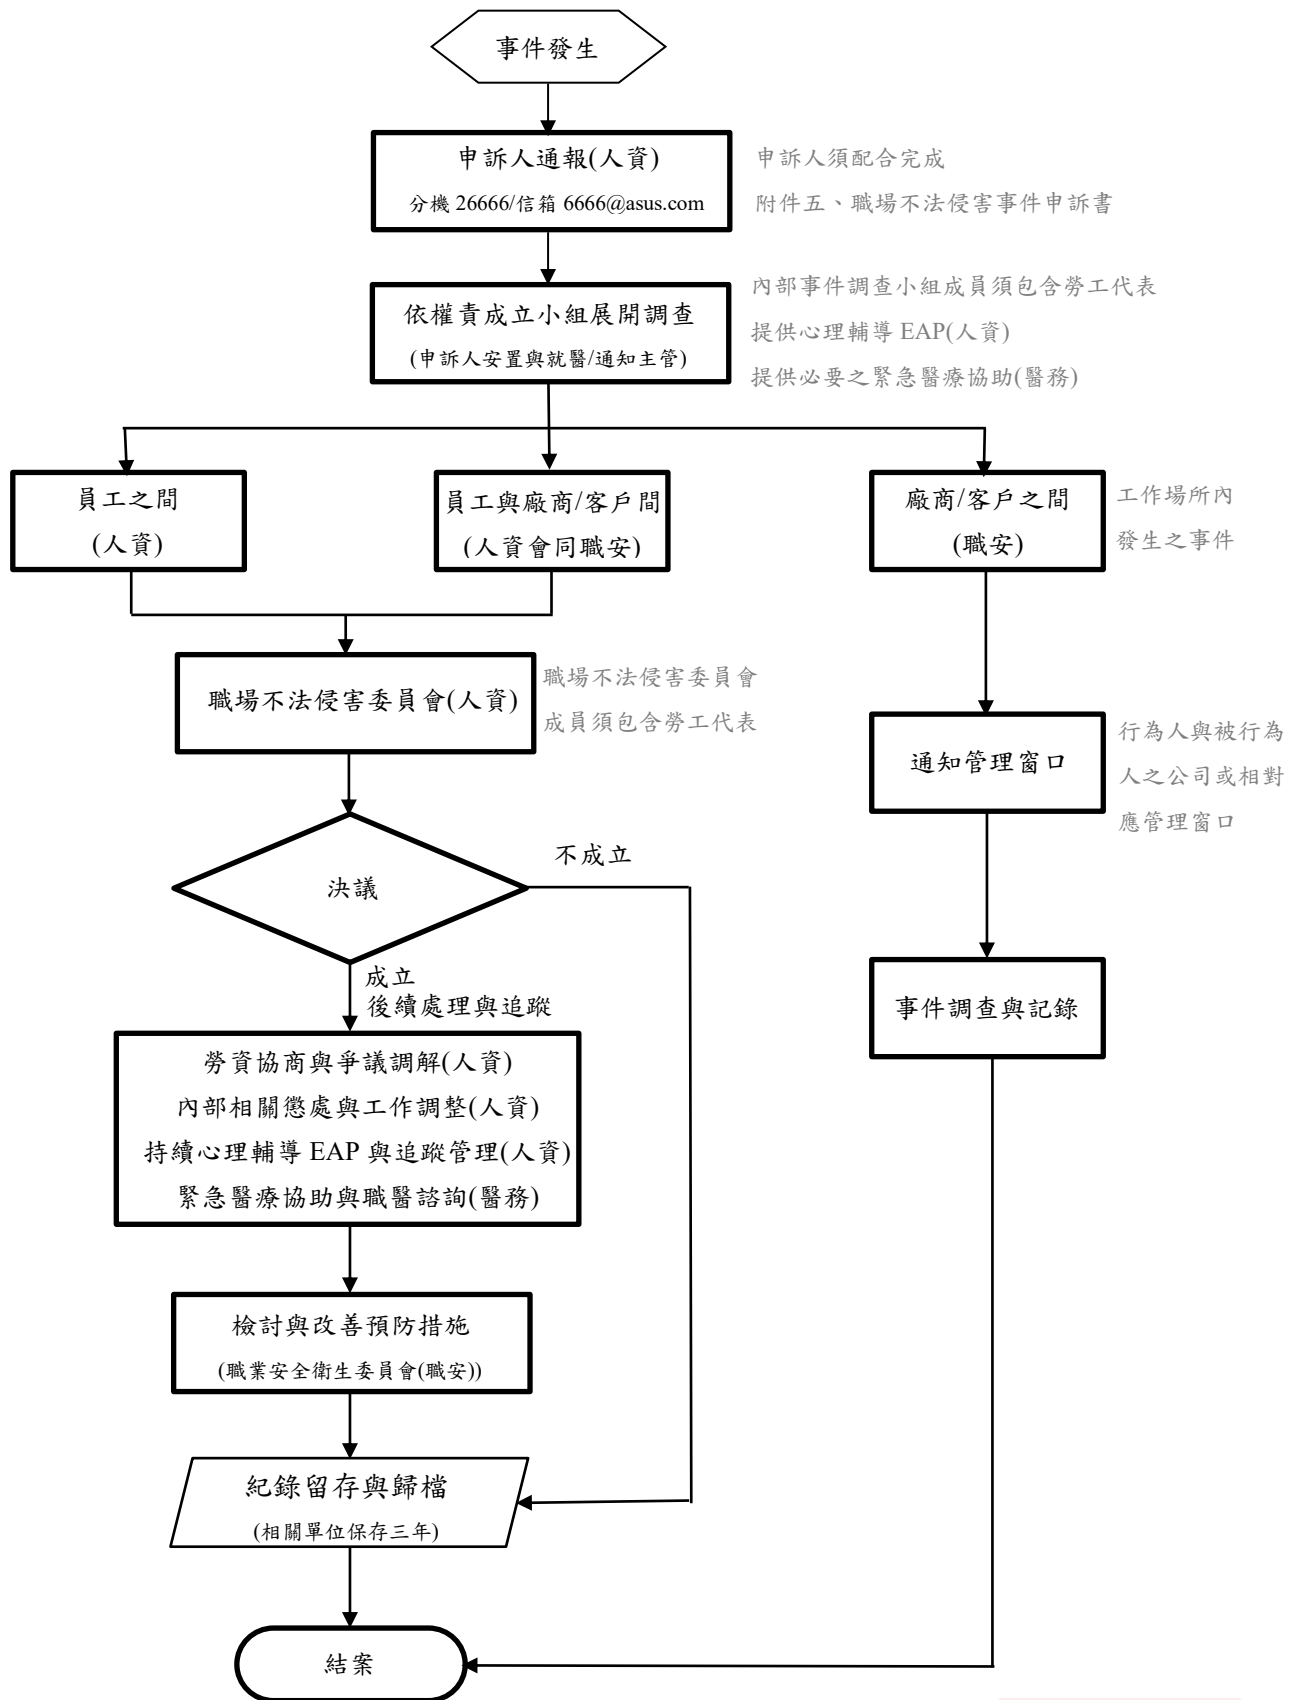 事件發生
申訴人通報(人資)
分機 26666/信箱 6666@asus.com
申訴人須配合完成
附件五、職場不法侵害事件申訴書
依權責成立小組展開調查
(申訴人安置與就醫/通知主管)
內部事件調查小組成員須包含勞工代表
提供心理輔導 EAP(人資)
提供必要之緊急醫療協助(醫務)
員工之間
(人資)
員工與廠商/客戶間
(人資會同職安)
廠商/客戶之間
(職安)
工作場所內
發生之事件
職場不法侵害委員會(人資)
職場不法侵害委員會
成員須包含勞工代表
通知管理窗口
行為人與被行為
人之公司或相對
應管理窗口
決議
不成立
成立
後續處理與追蹤
事件調查與記錄
勞資協商與爭議調解(人資)
內部相關懲處與工作調整(人資)
持續心理輔導 EAP 與追蹤管理(人資)
緊急醫療協助與職醫諮詢(醫務)
檢討與改善預防措施
(職業安全衛生委員會(職安))
紀錄留存與歸檔
(相關單位保存三年)
結案